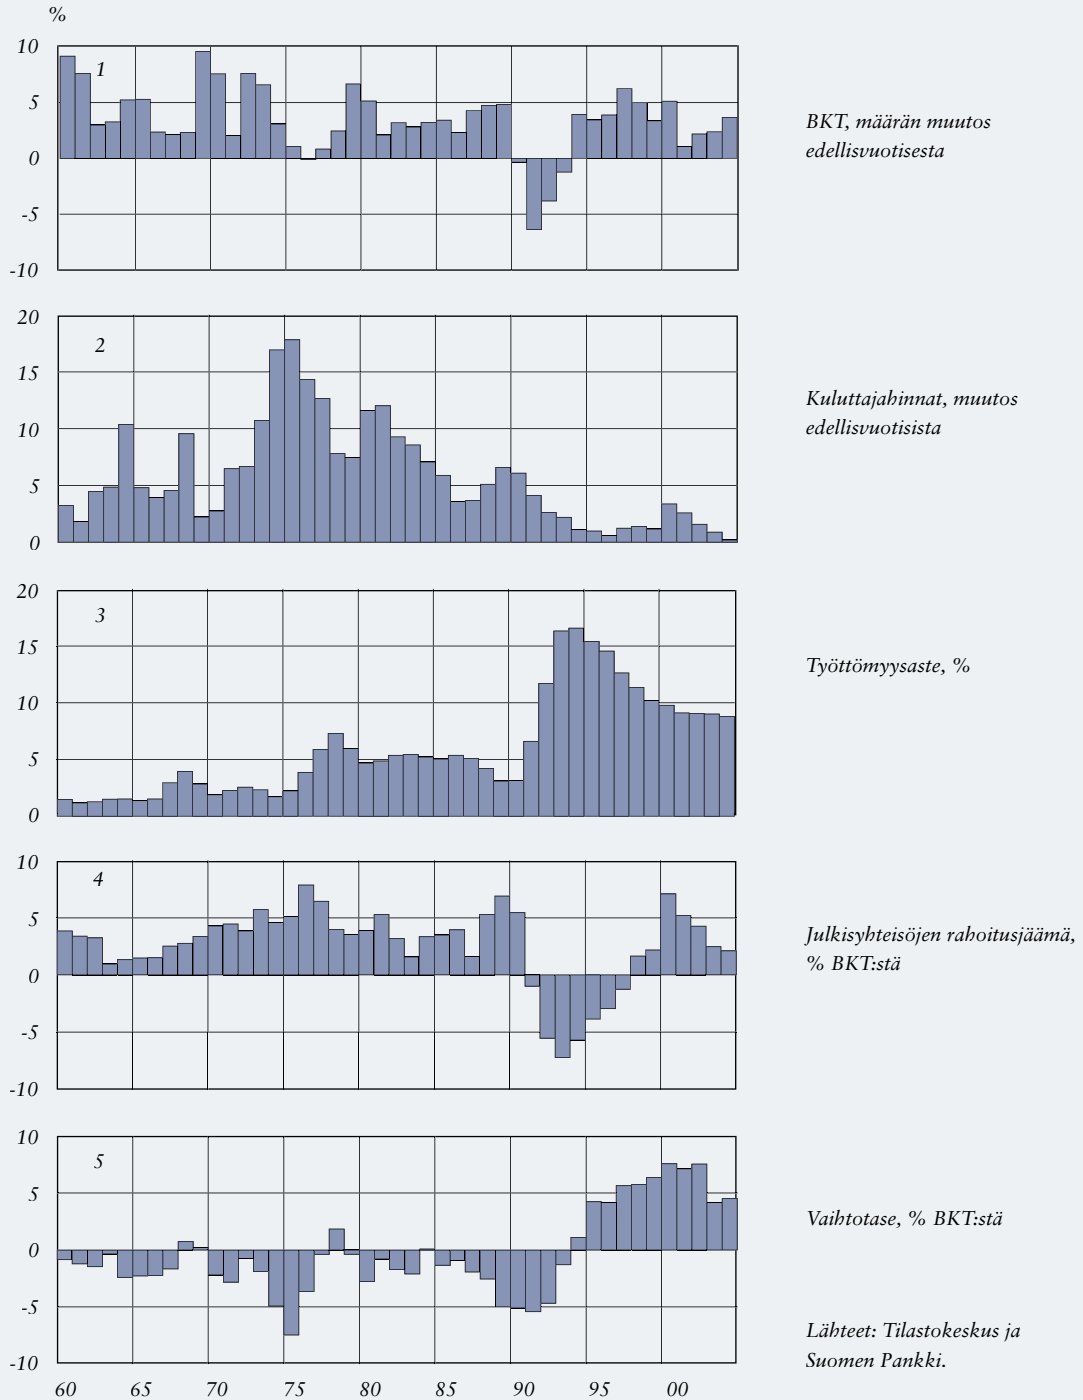 %
10
5
0
-5
-10
1
BKT, määrän muutos
edellisvuotisesta
20
15
10
5
0
2
Kuluttajahinnat, muutos
edellisvuotisista
20
15
10
5
0
3
Työttömyysaste, %
10
5
0
-5
-10
4
Julkisyhteisöjen rahoitusjäämä,
% BKT:stä
10
5
0
-5
-10
5
Vaihtotase, % BKT:stä
Lähteet: Tilastokeskus ja
Suomen Pankki.
60 65 70 75 80 85 90 95 00